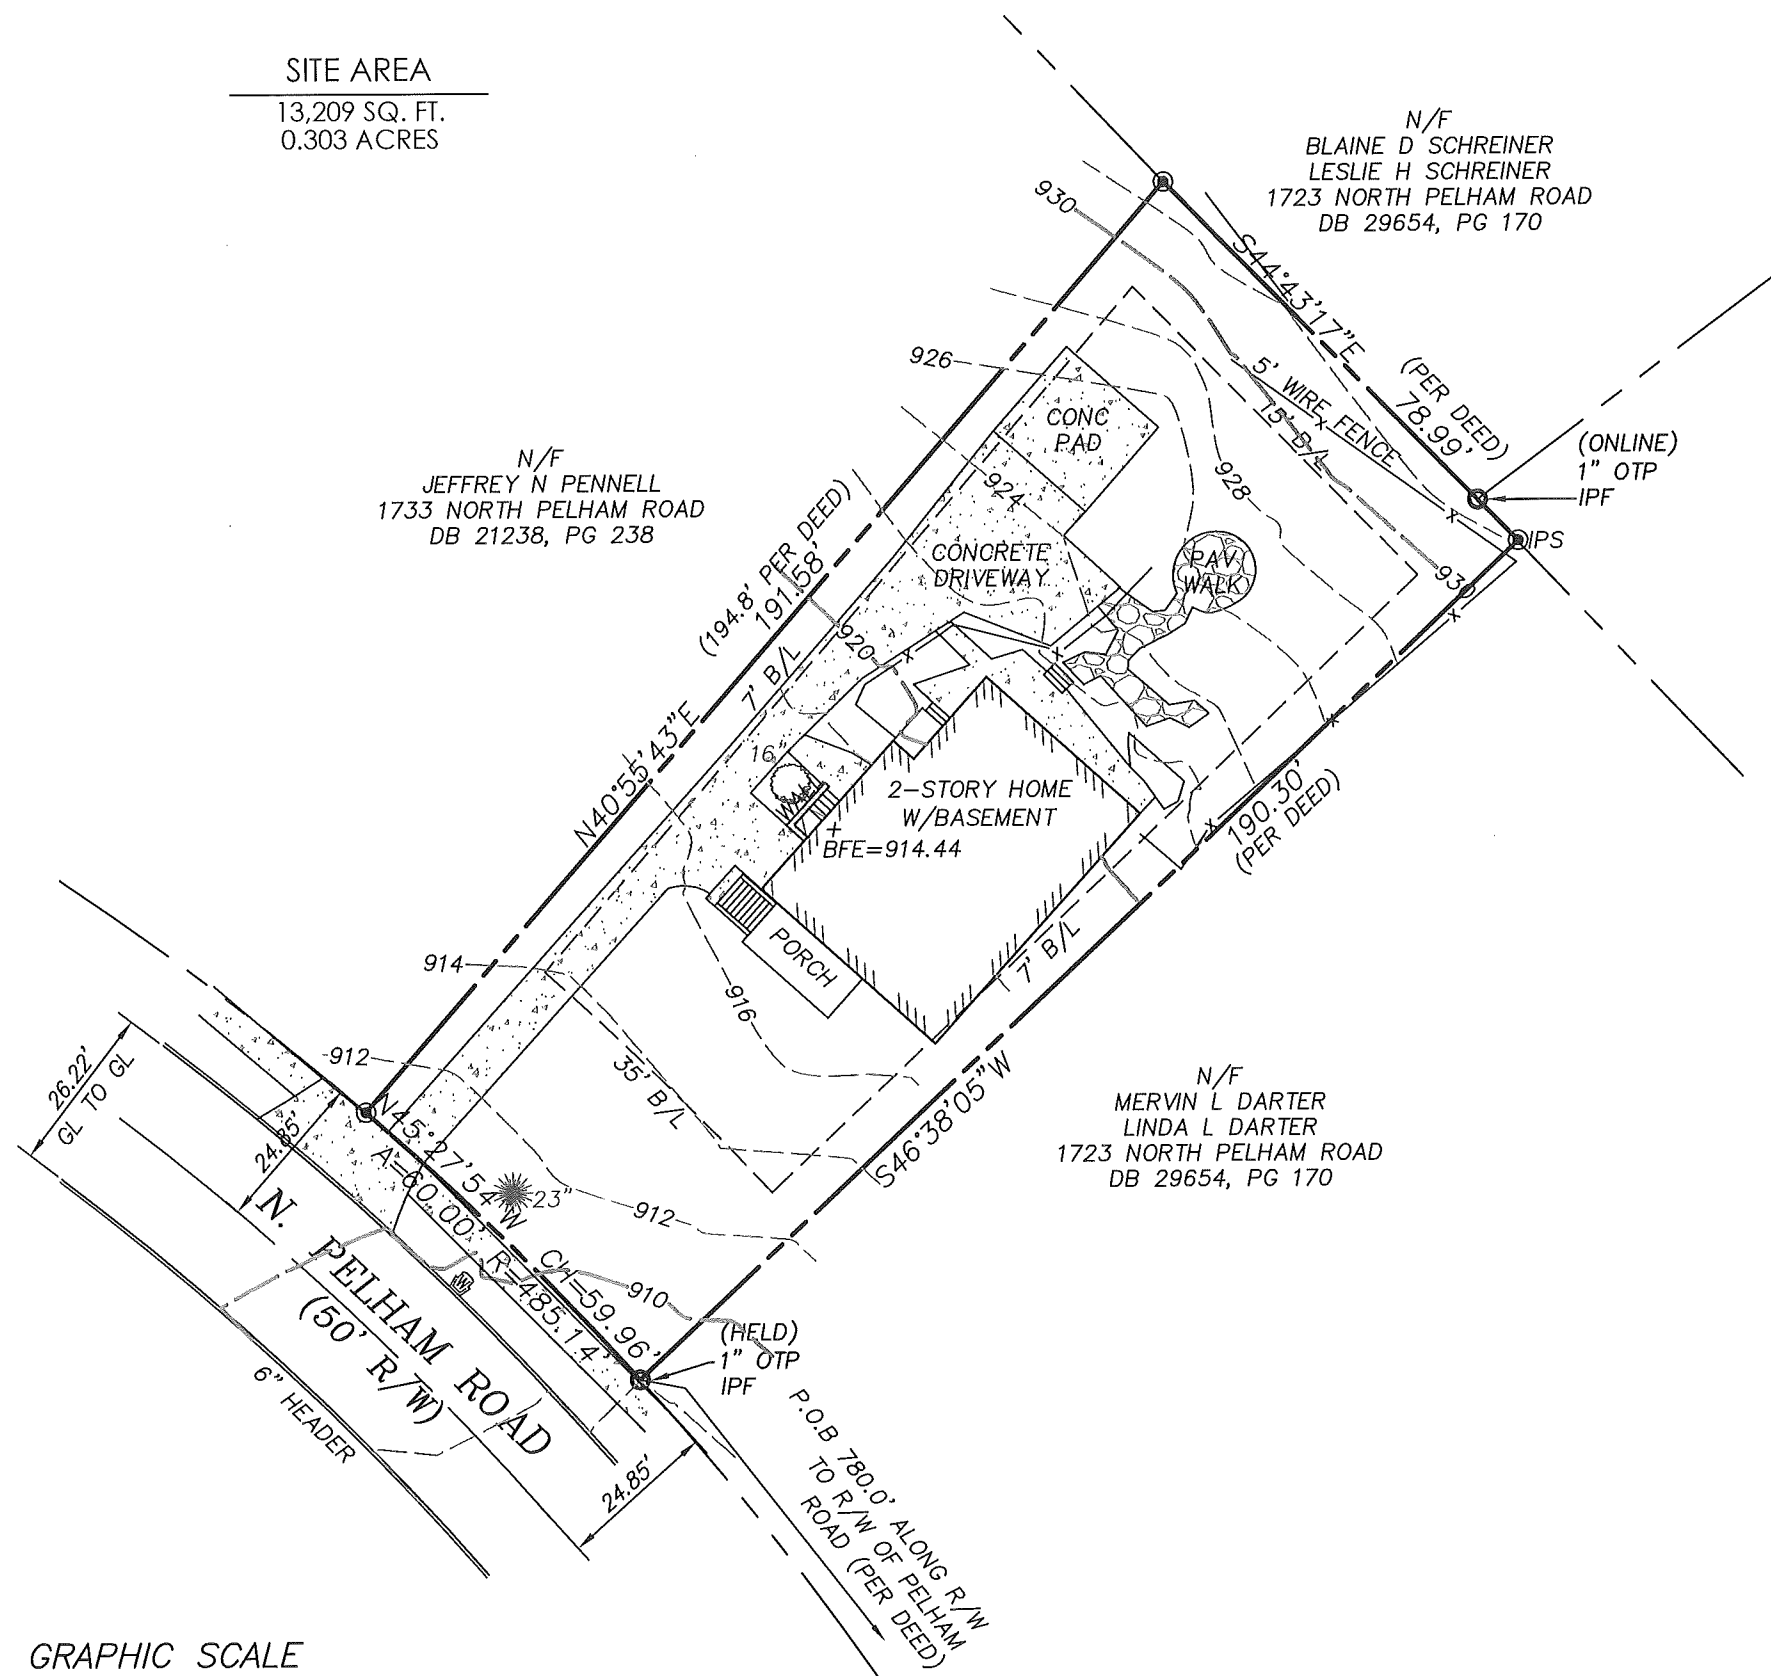 SITE AREA
13,209 SQ. FT.
0.303 ACRES
N/F
BLAINE D SCHREINER
LESLIE H SCHREINER
1723 NORTH PELHAM ROAD
DB 29654, PG 170
930
S44°43'17"E
(PER DEED)
78.99'
5' WIRE FENCE
15' B/L
(ONLINE)
1" OTP
IPF
IPS
926
928
924
930
CONC
PAD
N/F
JEFFREY N PENNELL
1733 NORTH PELHAM ROAD
DB 21238, PG 238
(194.8' PER DEED)
191.58'
N40°55'43"E
7' B/L
CONCRETE
DRIVEWAY
PAV
WALK
920
16"
WALL
2-STORY HOME
W/BASEMENT
BFE=914.44
190.30'
(PER DEED)
7' B/L
S46°38'05"W
PORCH
914
916
912
35' B/L
N/F
MERVIN L DARTER
LINDA L DARTER
1723 NORTH PELHAM ROAD
DB 29654, PG 170
26.22'
GL TO GL
24.85'
N45°27'54"W
A=60.00' R=485.14'
CH=59.96'
23"
912
910
W
N. PELHAM ROAD
(50' R/W)
6" HEADER
(HELD)
1" OTP
IPF
24.85'
P.O.B 780.0' ALONG R/W
TO R/W OF PELHAM
ROAD (PER DEED)
GRAPHIC SCALE